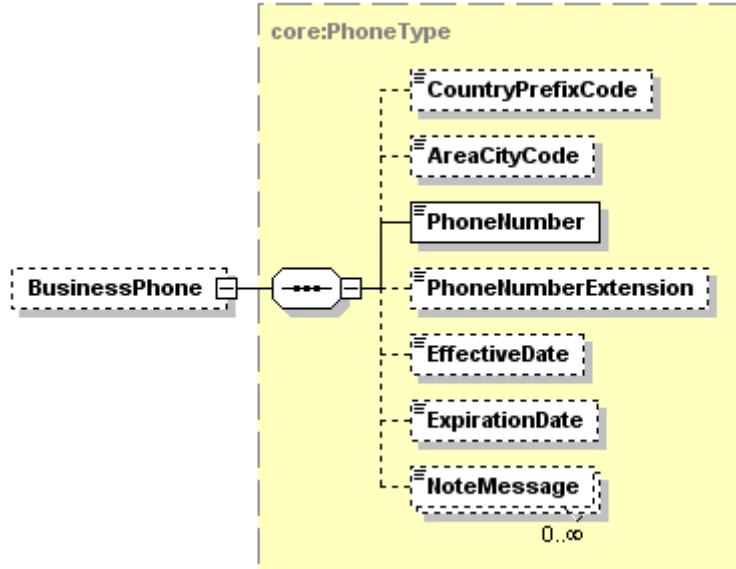 core:PhoneType
CountryPrefixCode
AreaCityCode
PhoneNumber
BusinessPhone
PhoneNumberExtension
EffectiveDate
ExpirationDate
NoteMessage
0..∞